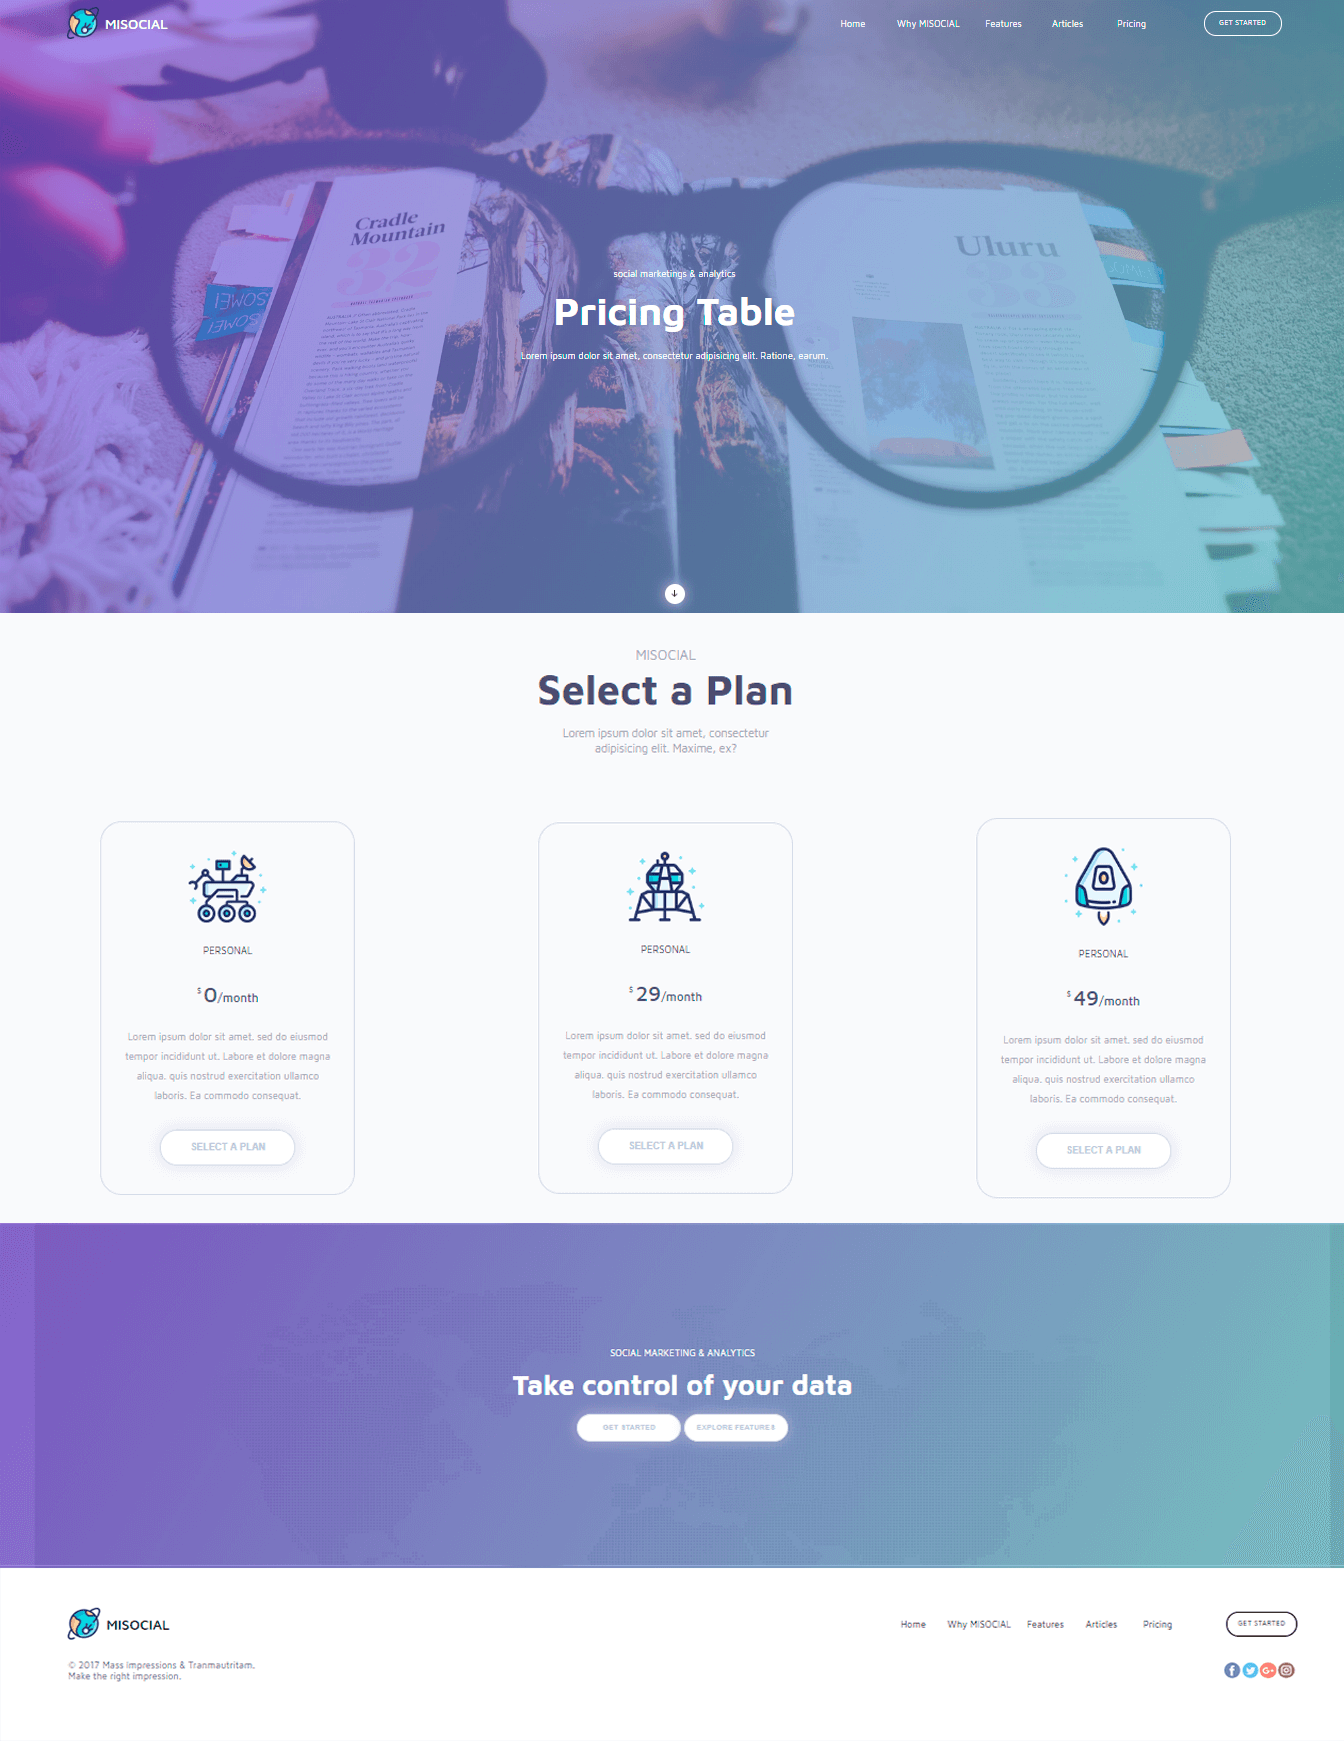 MISOCIAL
Home Why MISOCIAL Features Articles Pricing GET STARTED
Cradle
Mountain
32
Uluru
SOME!
SOME!
social marketings & analytics
Pricing Table
Lorem ipsum dolor sit amet, consectetur adipisicing elit. Ratione, earum.
MISOCIAL
Select a Plan
Lorem ipsum dolor sit amet, consectetur
adipisicing elit. Maxime, ex?
PERSONAL
$0/month
Lorem ipsum dolor sit amet. sed do eiusmod
tempor incididunt ut. Labore et dolore magna
aliqua. quis nostrud exercitation ullamco
laboris. Ea commodo consequat.
SELECT A PLAN
PERSONAL
$29/month
Lorem ipsum dolor sit amet. sed do eiusmod
tempor incididunt ut. Labore et dolore magna
aliqua. quis nostrud exercitation ullamco
laboris. Ea commodo consequat.
SELECT A PLAN
PERSONAL
$49/month
Lorem ipsum dolor sit amet. sed do eiusmod
tempor incididunt ut. Labore et dolore magna
aliqua. quis nostrud exercitation ullamco
laboris. Ea commodo consequat.
SELECT A PLAN
SOCIAL MARKETING & ANALYTICS
Take control of your data
GET STARTED EXPLORE FEATURES
MISOCIAL
Home Why MISOCIAL Features Articles Pricing GET STARTED
© 2017 Mass Impressions & Tranmautritam.
Make the right impression.